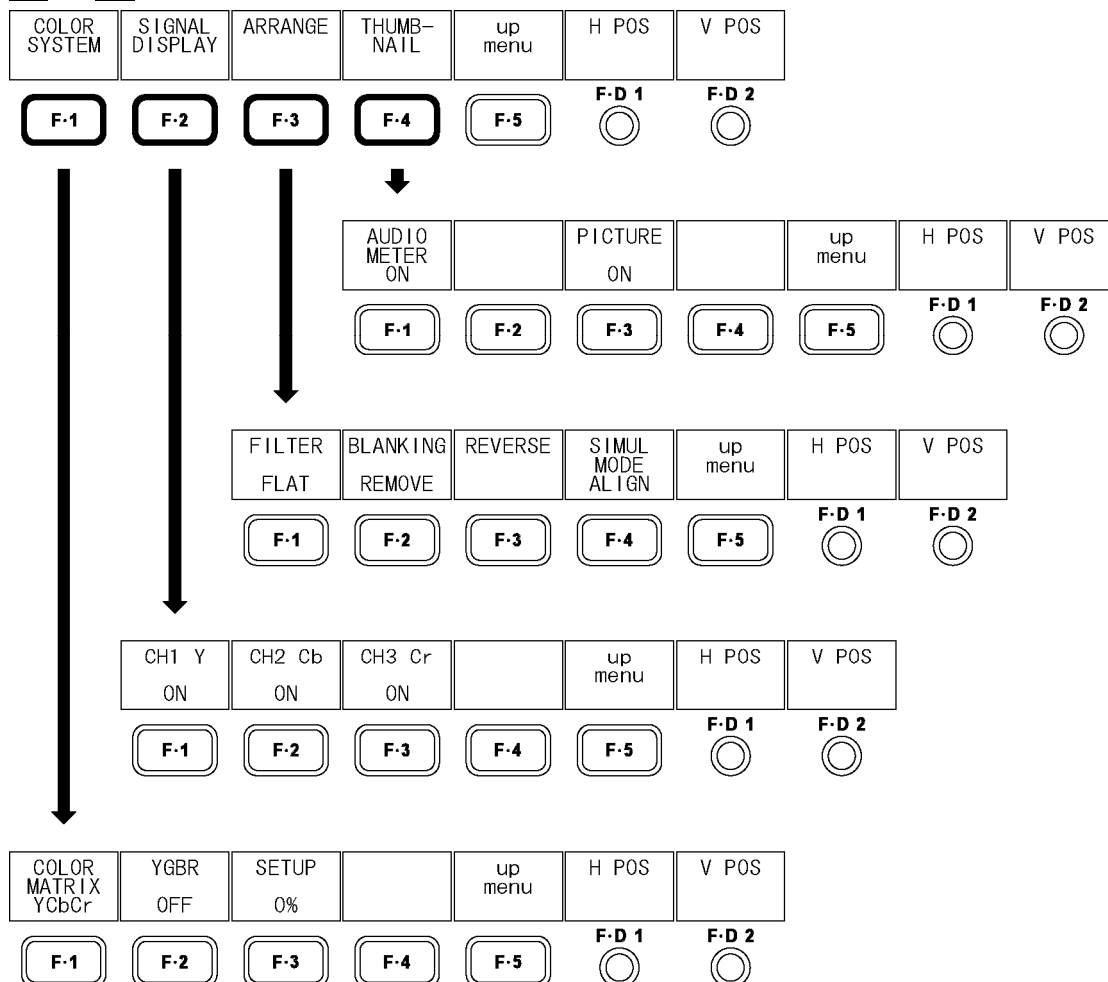 COLOR SYSTEM SIGNAL DISPLAY ARRANGE THUMB- NAIL up menu H POS V POS
F·D 1 F·D 2
F·1 F·2 F·3 F·4 F·5
AUDIO METER ON PICTURE ON up menu H POS V POS
F·D 1 F·D 2
F·1 F·2 F·3 F·4 F·5
FILTER FLAT BLANKING REMOVE REVERSE SIMUL MODE ALIGN up menu H POS V POS
F·D 1 F·D 2
F·1 F·2 F·3 F·4 F·5
CH1 Y ON CH2 Cb ON CH3 Cr ON up menu H POS V POS
F·D 1 F·D 2
F·1 F·2 F·3 F·4 F·5
COLOR MATRIX YCbCr YGBR OFF SETUP 0% up menu H POS V POS
F·D 1 F·D 2
F·1 F·2 F·3 F·4 F·5